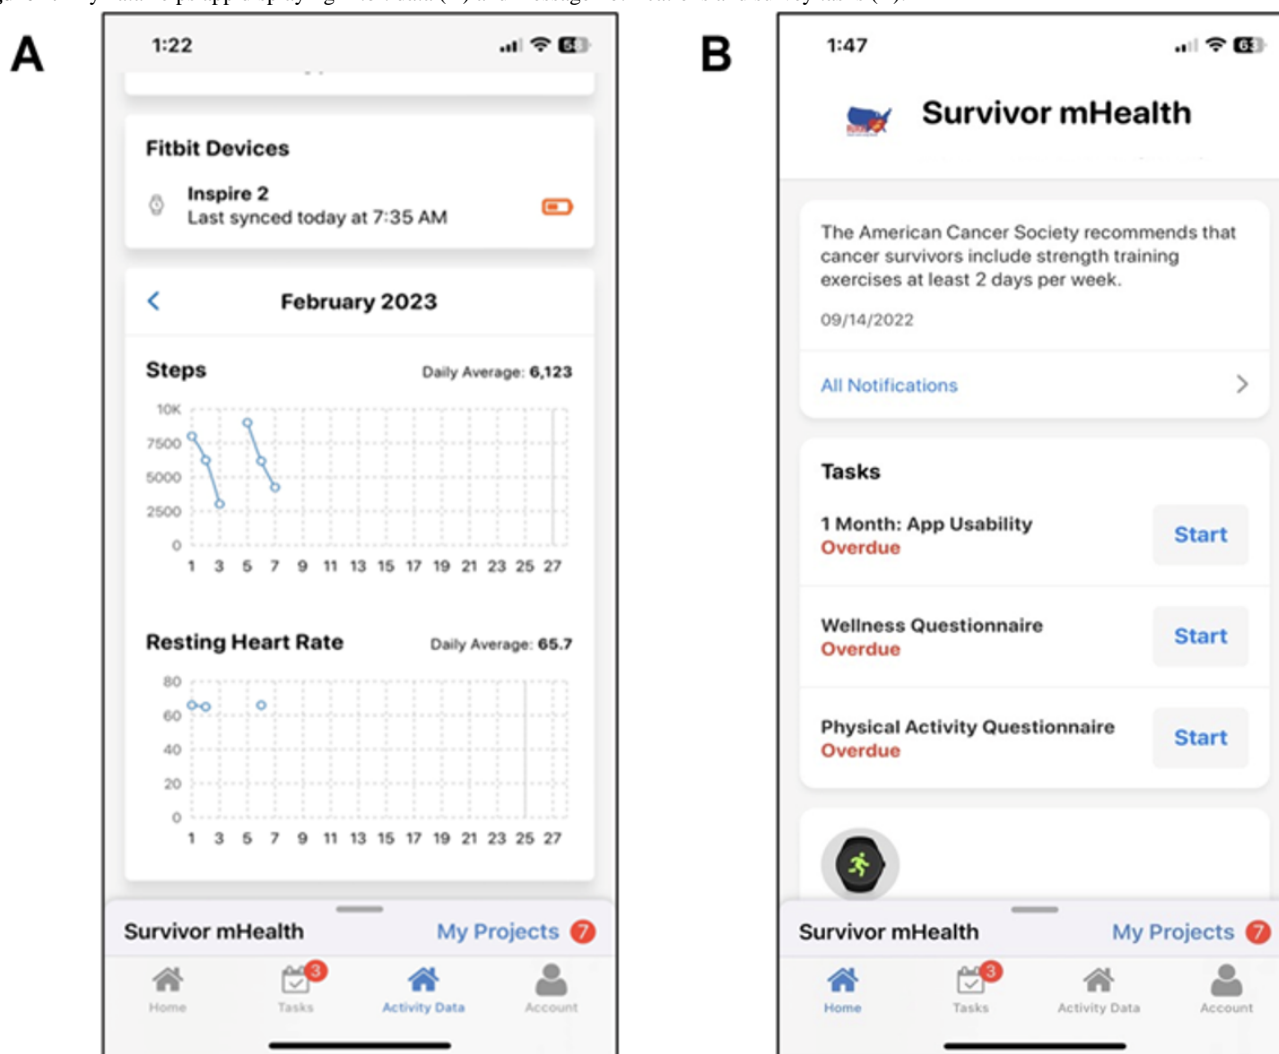 A
1:22
58
Fitbit Devices
Inspire 2
Last synced today at 7:35 AM
February 2023
Steps
Daily Average: 6,123
10K
7500
5000
2500
0
1 3 5 7 9 11 13 15 17 19 21 23 25 27
Resting Heart Rate
Daily Average: 65.7
80
60
40
20
0
1 3 5 7 9 11 13 15 17 19 21 23 25 27
Survivor mHealth
My Projects 7
3
Home
Tasks
Activity Data
Account
B
1:47
63
Survivor mHealth
The American Cancer Society recommends that
cancer survivors include strength training
exercises at least 2 days per week.
09/14/2022
All Notifications
Tasks
1 Month: App Usability
Overdue
Start
Wellness Questionnaire
Overdue
Start
Physical Activity Questionnaire
Overdue
Start
Survivor mHealth
My Projects 7
3
Home
Tasks
Activity Data
Account